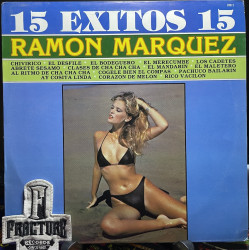 15 EXITOS 15
RAMON MARQUEZ
CHIVIRICO EL DESFILE EL BODEGUERO EL MERECUMBE LOS CADETES
ABRETE SESAMO CLASES DE CHA CHA CHA EL MANDARIN EL MALETERO
AL RITMO DE CHA CHA CHA COGELE BIEN EL COMPAS PACHUCO BAILARIN
AY COSITA LINDA CORAZON DE MELON RICO VACILON
F
FRACTURE
RECORDS